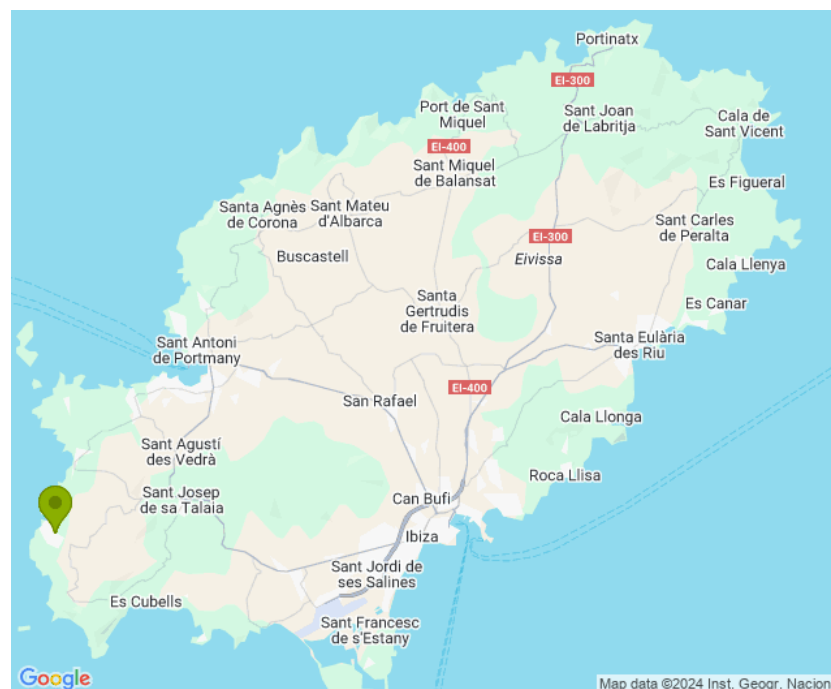 Portinatx
EI-300
Port de Sant
Miquel
Sant Joan
de Labritja
Cala de
Sant Vicent
EI-400
Sant Miquel
de Balansat
Es Figueral
Santa Agnès
de Corona
Sant Mateu
d'Albarca
Sant Carles
de Peralta
EI-300
Buscastell
Eivissa
Cala Llenya
Santa
Gertrudis
de Fruitera
Es Canar
Sant Antoni
de Portmany
Santa Eulària
des Riu
EI-400
San Rafael
Cala Llonga
Sant Agustí
des Vedrà
Roca Llisa
Sant Josep
de sa Talaia
Can Bufi
Ibiza
Sant Jordi de
ses Salines
Es Cubells
Sant Francesc
de s'Estany
Google
Map data ©2024 Inst. Geogr. Nacion